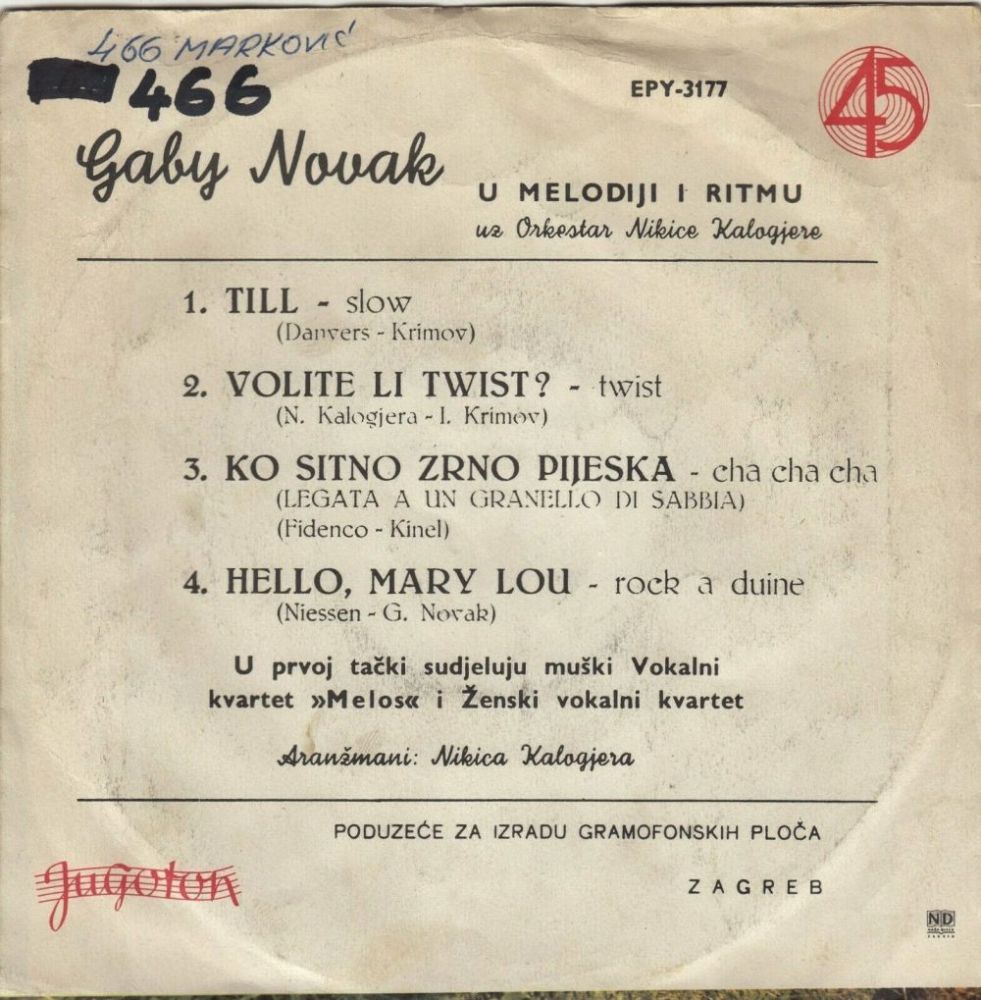 466 MARKOVIĆ
466
EPY-3177
45
Gaby Novak
U MELODIJI I RITMU
uz Orkestar Nikice Kalogjere
1. TILL - slow
(Danvers - Krimov)
2. VOLITE LI TWIST? - twist
(N. Kalogjera - I. Krimov)
3. KO SITNO ZRNO PIJESKA - cha cha cha
(LEGATA A UN GRANELLO DI SABBIA)
(Fidenco - Kinel)
4. HELLO, MARY LOU - rock a duine
(Niessen - G. Novak)
U prvoj tački sudjeluju muški Vokalni
kvartet »Melos« i Ženski vokalni kvartet
Aranžmani: Nikica Kalogjera
PODUZEĆE ZA IZRADU GRAMOFONSKIH PLOČA
ZAGREB
Jugoton
ND